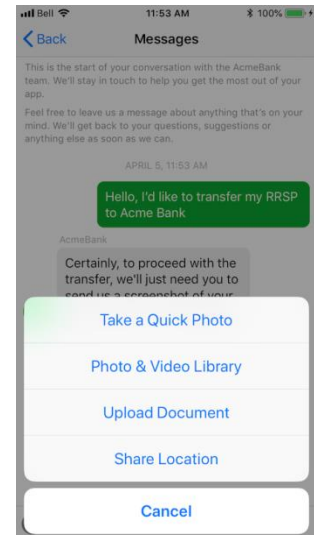 Bell 11:53 AM 100%
Back Messages
This is the start of your conversation with the AcmeBank
team. We'll stay in touch to help you get the most out of your
app.
Feel free to leave us a message about anything that's on your
mind. We'll get back to your questions, suggestions or
anything else as soon as we can.
APRIL 5, 11:53 AM
Hello, I'd like to transfer my RRSP
to Acme Bank
AcmeBank
Certainly, to proceed with the
transfer, we'll just need you to
send us a screenshot of your
Take a Quick Photo
Photo & Video Library
Upload Document
Share Location
Cancel